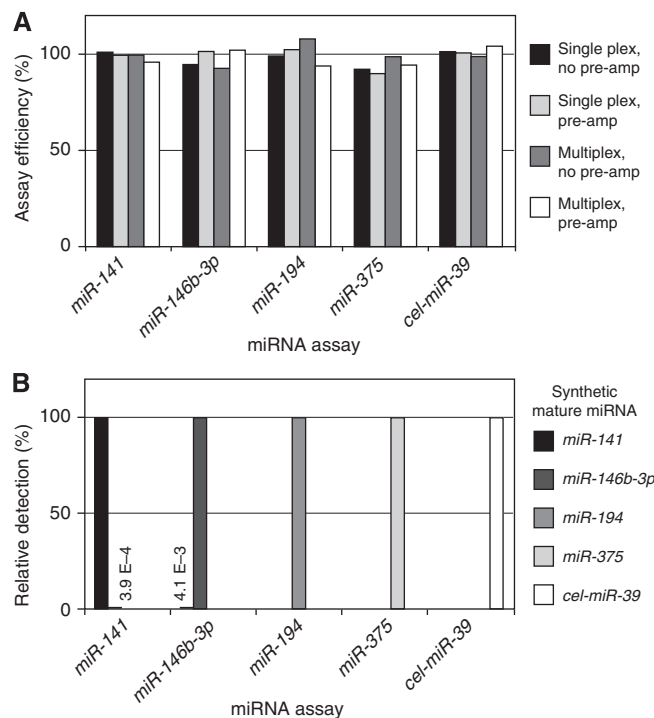 A
Assay efficiency (%)
100
50
0
miR-141
miR-146b-3p
miR-194
miR-375
cel-miR-39
miRNA assay
Single plex,
no pre-amp
Single plex,
pre-amp
Multiplex,
no pre-amp
Multiplex,
pre-amp
B
Relative detection (%)
100
50
0
3.9 E–4
4.1 E–3
miR-141
miR-146b-3p
miR-194
miR-375
cel-miR-39
miRNA assay
Synthetic
mature miRNA
miR-141
miR-146b-3p
miR-194
miR-375
cel-miR-39